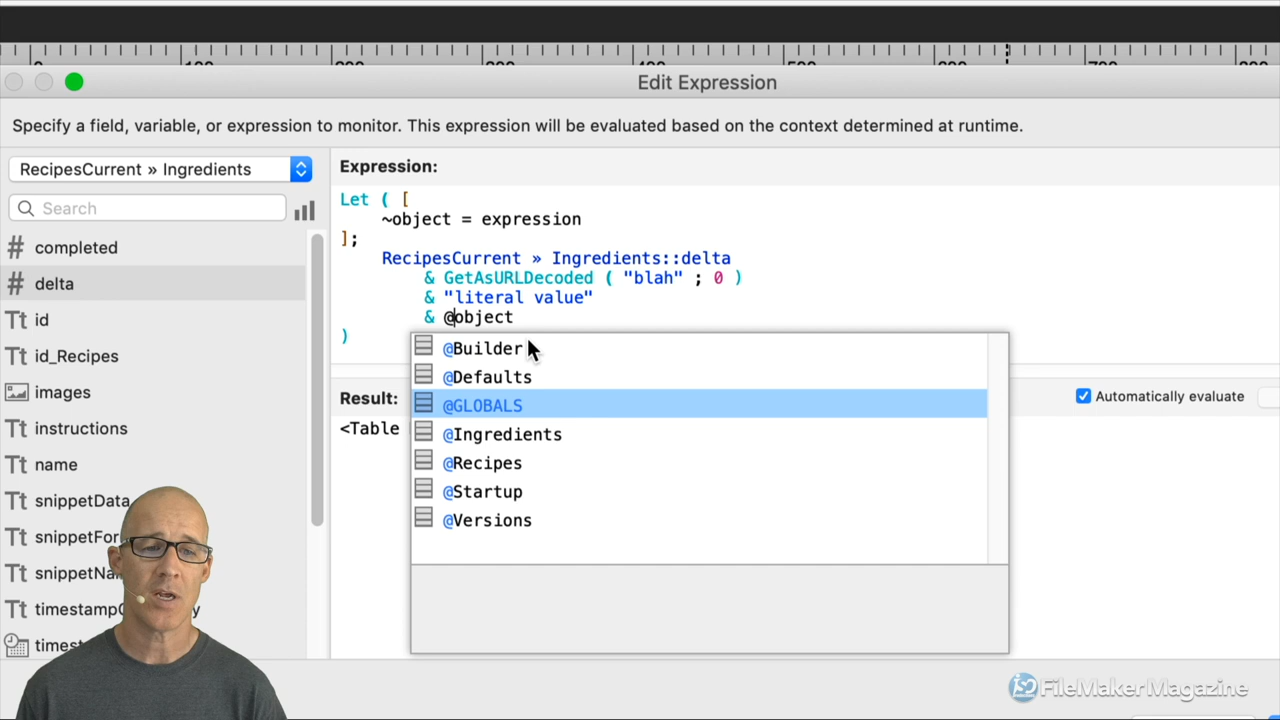 Edit Expression
Specify a field, variable, or expression to monitor. This expression will be evaluated based on the context determined at runtime.
RecipesCurrent » Ingredients
Search
completed
delta
id
id_Recipes
images
instructions
name
snippetData
Expression:
Let ( [
~object = expression
];
RecipesCurrent » Ingredients::delta
& GetAsURLDecoded ( "blah" ; 0 )
& "literal value"
& @object
)
@Builder
@Defaults
@GLOBALS
@Ingredients
@Recipes
@Startup
@Versions
Result:
Automatically evaluate
<Table
FileMakerMagazine